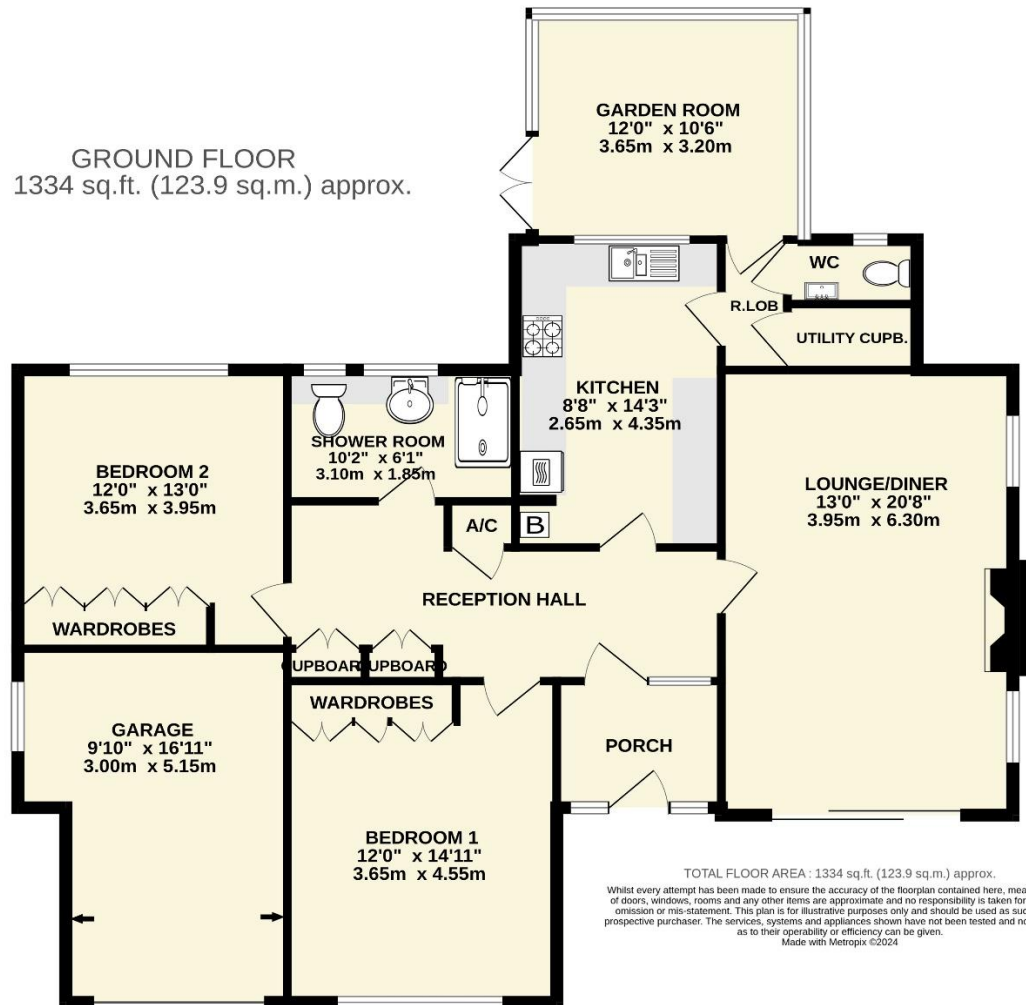 GROUND FLOOR
1334 sq.ft. (123.9 sq.m.) approx.
GARDEN ROOM
12'0" x 10'6"
3.65m x 3.20m
WC
R.LOB
UTILITY CUPB.
KITCHEN
8'8" x 14'3"
2.65m x 4.35m
SHOWER ROOM
10'2" x 6'1"
3.10m x 1.85m
BEDROOM 2
12'0" x 13'0"
3.65m x 3.95m
LOUNGE/DINER
13'0" x 20'8"
3.95m x 6.30m
A/C
B
RECEPTION HALL
WARDROBES
CUPBOARD
CUPBOARD
WARDROBES
GARAGE
9'10" x 16'11"
3.00m x 5.15m
PORCH
BEDROOM 1
12'0" x 14'11"
3.65m x 4.55m
TOTAL FLOOR AREA : 1334 sq.ft. (123.9 sq.m.) approx.
Whilst every attempt has been made to ensure the accuracy of the floorplan contained here,
of doors, windows, rooms and any other items are approximate and no responsibility is taken for
omission or mis-statement. This plan is for illustrative purposes only and should be used as
prospective purchaser. The services, systems and appliances shown have not been tested and
as to their operability or efficiency can be given.
Made with Metropix ©2024